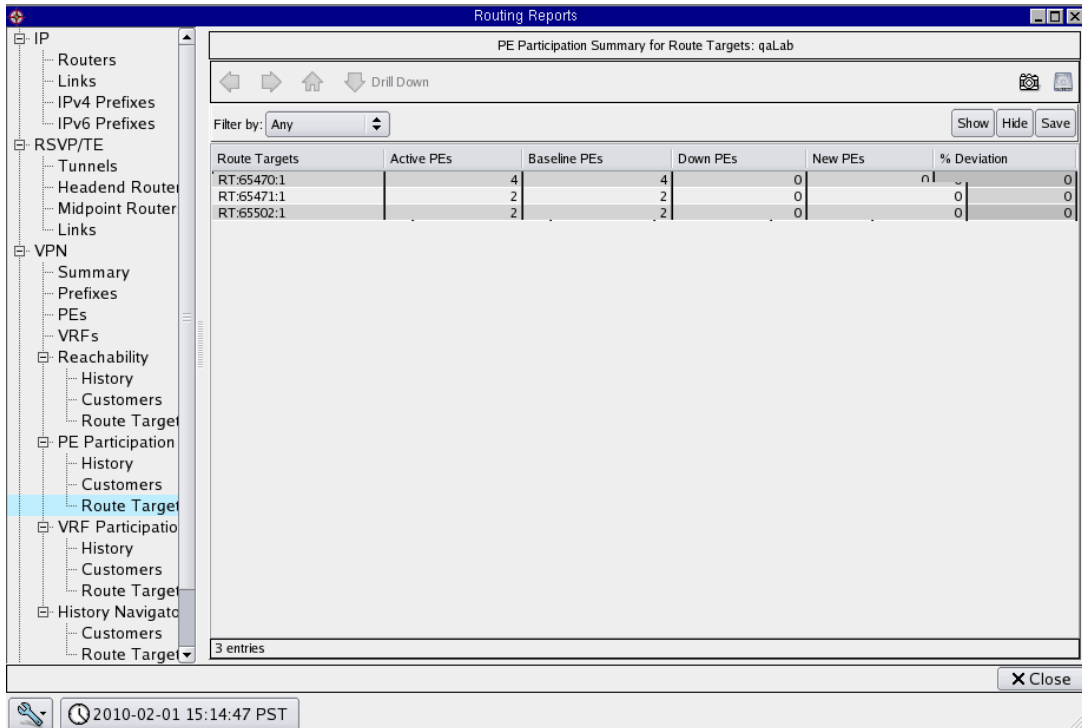 Routing Reports
IP
Routers
Links
IPv4 Prefixes
IPv6 Prefixes
RSVP/TE
Tunnels
Headend Router
Midpoint Router
Links
VPN
Summary
Prefixes
PEs
VRFs
Reachability
History
Customers
Route Target
PE Participation
History
Customers
Route Target
VRF Participatio
History
Customers
Route Target
History Navigato
Customers
Route Target
PE Participation Summary for Route Targets: qaLab
Drill Down
Filter by: Any Show Hide Save
Route Targets Active PEs Baseline PEs Down PEs New PEs % Deviation
RT:65470:1 4 4 0 0 0
RT:65471:1 2 2 0 0 0
RT:65502:1 2 2 0 0 0
3 entries
Close
2010-02-01 15:14:47 PST